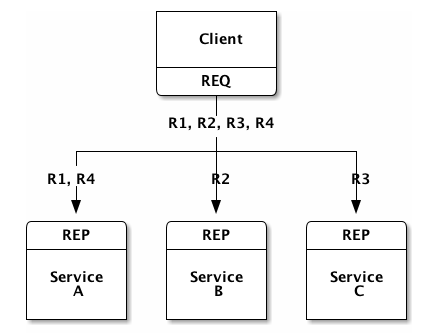 Client
REQ
R1, R2, R3, R4
R1, R4
R2
R3
REP
REP
REP
Service
A
Service
B
Service
C